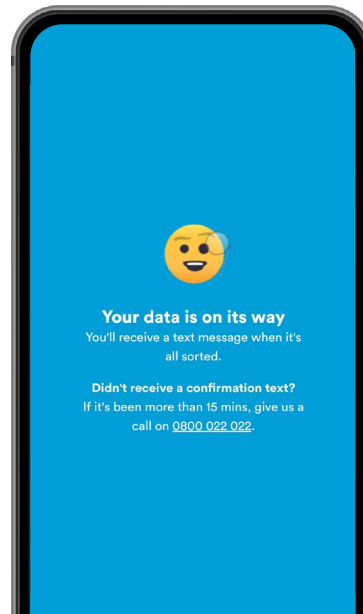 Your data is on its way
You'll receive a text message when it's
all sorted.
Didn't receive a confirmation text?
If it's been more than 15 mins, give us a
call on 0800 022 022.